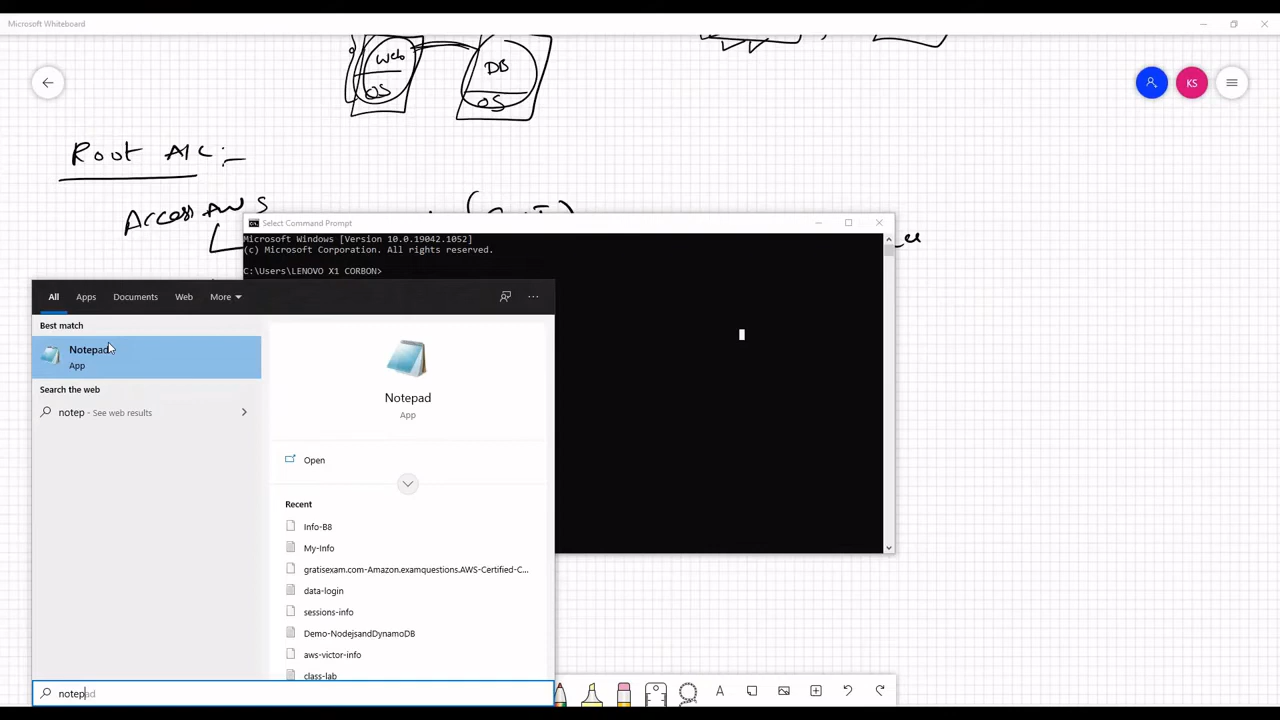 Microsoft Whiteboard
Web
OS
DB
OS
KS
Root A/C :-
Access AWS
Select Command Prompt
Microsoft Windows [Version 10.0.19042.1052]
(c) Microsoft Corporation. All rights reserved.
C:\Users\LENOVO X1 CORBON>
All
Apps
Documents
Web
More
Best match
Notepad
App
Search the web
notep - See web results
Notepad
App
Open
Recent
Info-B8
My-Info
gratisexam.com-Amazon.examquestions.AWS-Certified-C...
data-login
sessions-info
Demo-NodejsandDynamoDB
aws-victor-info
class-lab
notepad